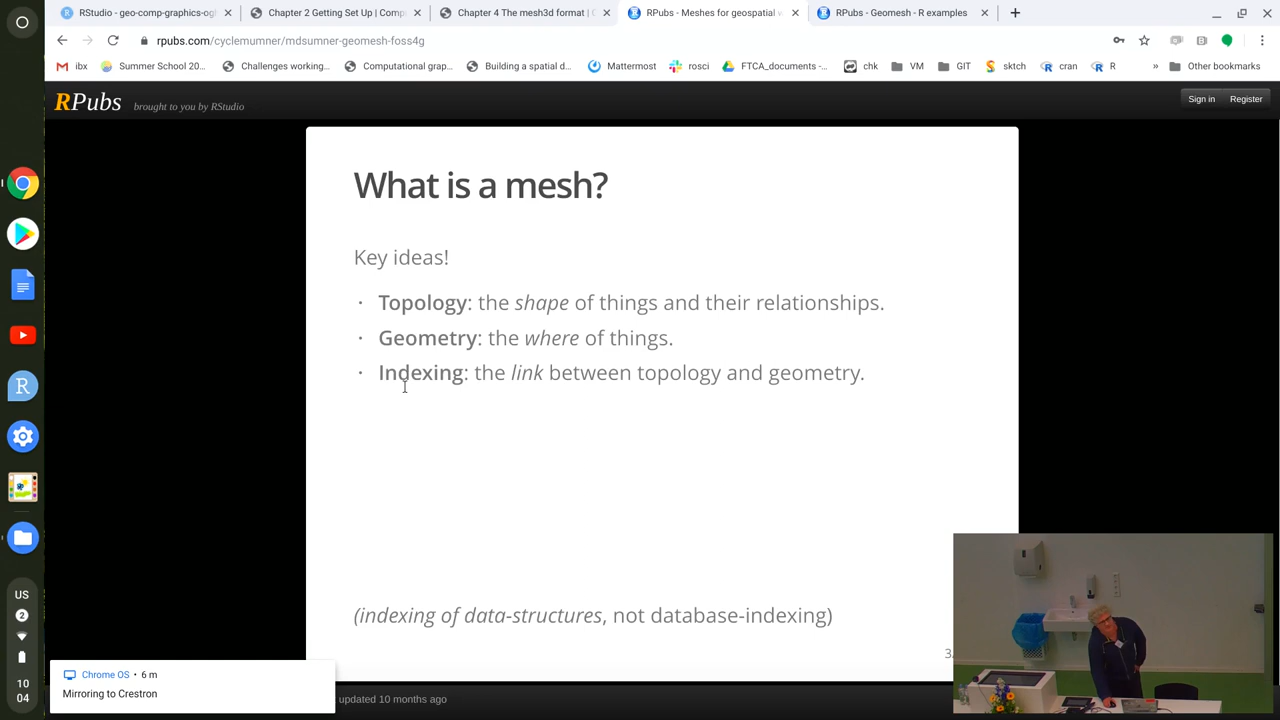 RStudio - geo-comp-graphics-og
Chapter 2 Getting Set Up | Comp
Chapter 4 The mesh3d format | C
RPubs - Meshes for geospatial w
RPubs - Geomesh - R examples
rpubs.com/cyclemumner/mdsumner-geomesh-foss4g
ibx
Summer School 20...
Challenges working...
Computational grap...
Building a spatial d...
Mattermost
rosci
FTCA_documents -...
chk
VM
GIT
sktch
cran
R
» Other bookmarks
RPubs brought to you by RStudio
Sign in Register
What is a mesh?
Key ideas!
· Topology: the shape of things and their relationships.
· Geometry: the where of things.
· Indexing: the link between topology and geometry.
(indexing of data-structures, not database-indexing)
3
US
2
10
04
Chrome OS • 6 m
Mirroring to Crestron
updated 10 months ago